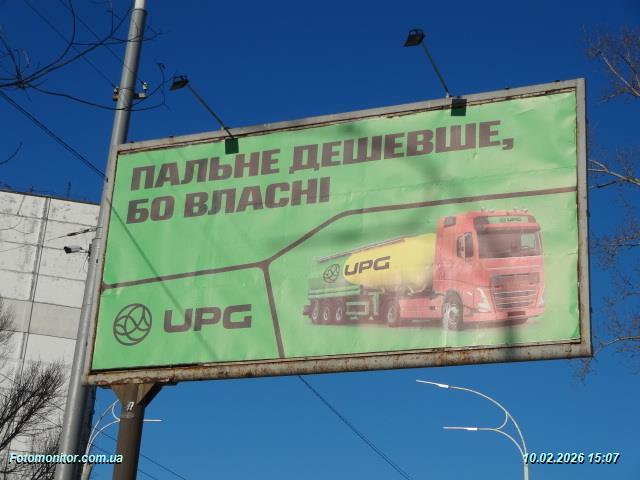 ПАЛЬНЕ ДЕШЕВШЕ,
БО ВЛАСНІ
UPG
UPG
UPG
Fotomonitor.com.ua
10.02.2026 15:07